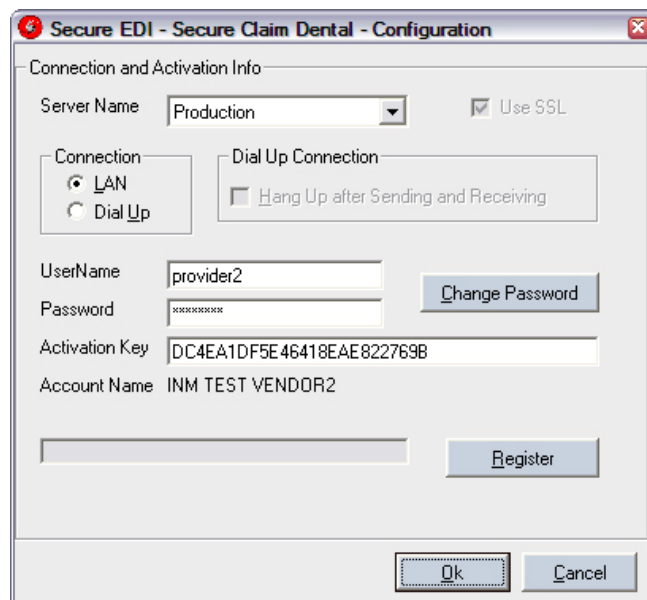 Secure EDI - Secure Claim Dental - Configuration
Connection and Activation Info
Server Name Production Use SSL
Connection Dial Up Connection
LAN Hang Up after Sending and Receiving
Dial Up
UserName provider2
Change Password
Password ********
Activation Key DC4EA1DF5E46418EAE822769B
Account Name INM TEST VENDOR2
Register
Ok Cancel